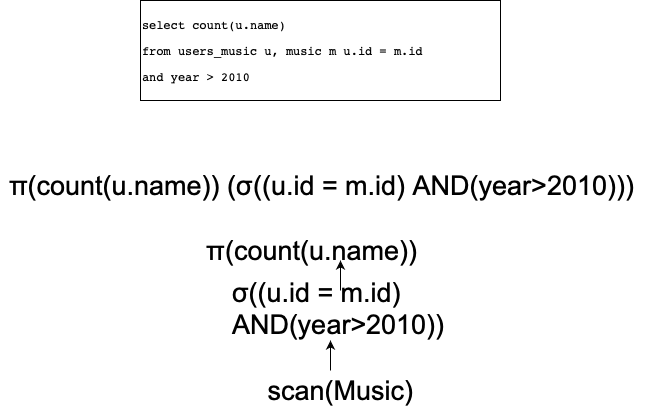 select count(u.name)
from users_music u, music m u.id = m.id
and year > 2010
π(count(u.name)) (σ((u.id = m.id) AND(year>2010)))
π(count(u.name))
σ((u.id = m.id)
AND(year>2010))
scan(Music)